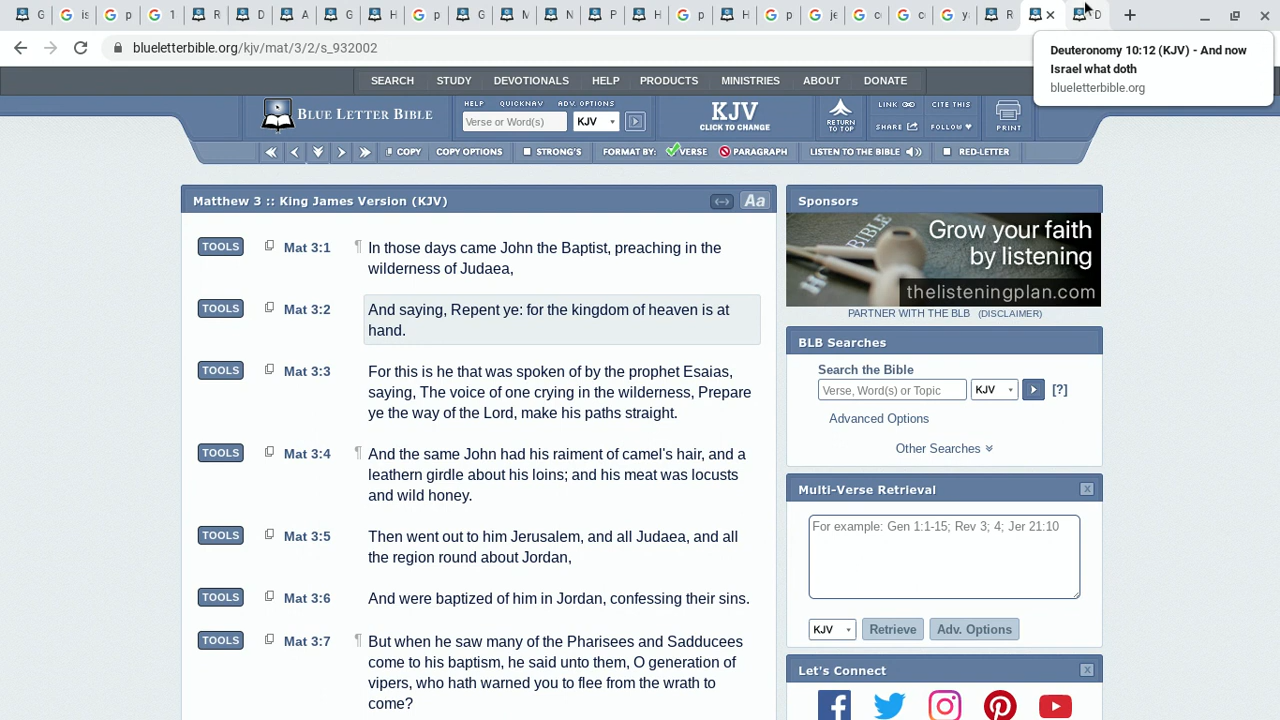 is
p
1
R
D
A
G
H
p
G
M
N
P
H
p
H
p
je
c
c
y
R
D
blueletterbible.org/kjv/mat/3/2/s_932002
Deuteronomy 10:12 (KJV) - And now
Israel what doth
blueletterbible.org
SEARCH STUDY DEVOTIONALS HELP PRODUCTS MINISTRIES ABOUT DONATE
BLUE LETTER BIBLE
HELP QUICKNAV ADV. OPTIONS
Verse or Word(s) KJV
KJV
CLICK TO CHANGE
RETURN
TO TOP
LINK CITE THIS
SHARE FOLLOW
PRINT
COPY COPY OPTIONS STRONG'S FORMAT BY: VERSE PARAGRAPH LISTEN TO THE BIBLE RED-LETTER
Matthew 3 :: King James Version (KJV)
Aa
TOOLS Mat 3:1 ¶ In those days came John the Baptist, preaching in the
wilderness of Judaea,
TOOLS Mat 3:2 And saying, Repent ye: for the kingdom of heaven is at
hand.
TOOLS Mat 3:3 For this is he that was spoken of by the prophet Esaias,
saying, The voice of one crying in the wilderness, Prepare
ye the way of the Lord, make his paths straight.
TOOLS Mat 3:4 ¶ And the same John had his raiment of camel's hair, and a
leathern girdle about his loins; and his meat was locusts
and wild honey.
TOOLS Mat 3:5 Then went out to him Jerusalem, and all Judaea, and all
the region round about Jordan,
TOOLS Mat 3:6 And were baptized of him in Jordan, confessing their sins.
TOOLS Mat 3:7 ¶ But when he saw many of the Pharisees and Sadducees
come to his baptism, he said unto them, O generation of
vipers, who hath warned you to flee from the wrath to
come?
Sponsors
BIBLE
Grow your faith
by listening
thelisteningplan.com
PARTNER WITH THE BLB (DISCLAIMER)
BLB Searches
Search the Bible
Verse, Word(s) or Topic KJV [?]
Advanced Options
Other Searches
Multi-Verse Retrieval
For example: Gen 1:1-15; Rev 3; 4; Jer 21:10
KJV Retrieve Adv. Options
Let's Connect